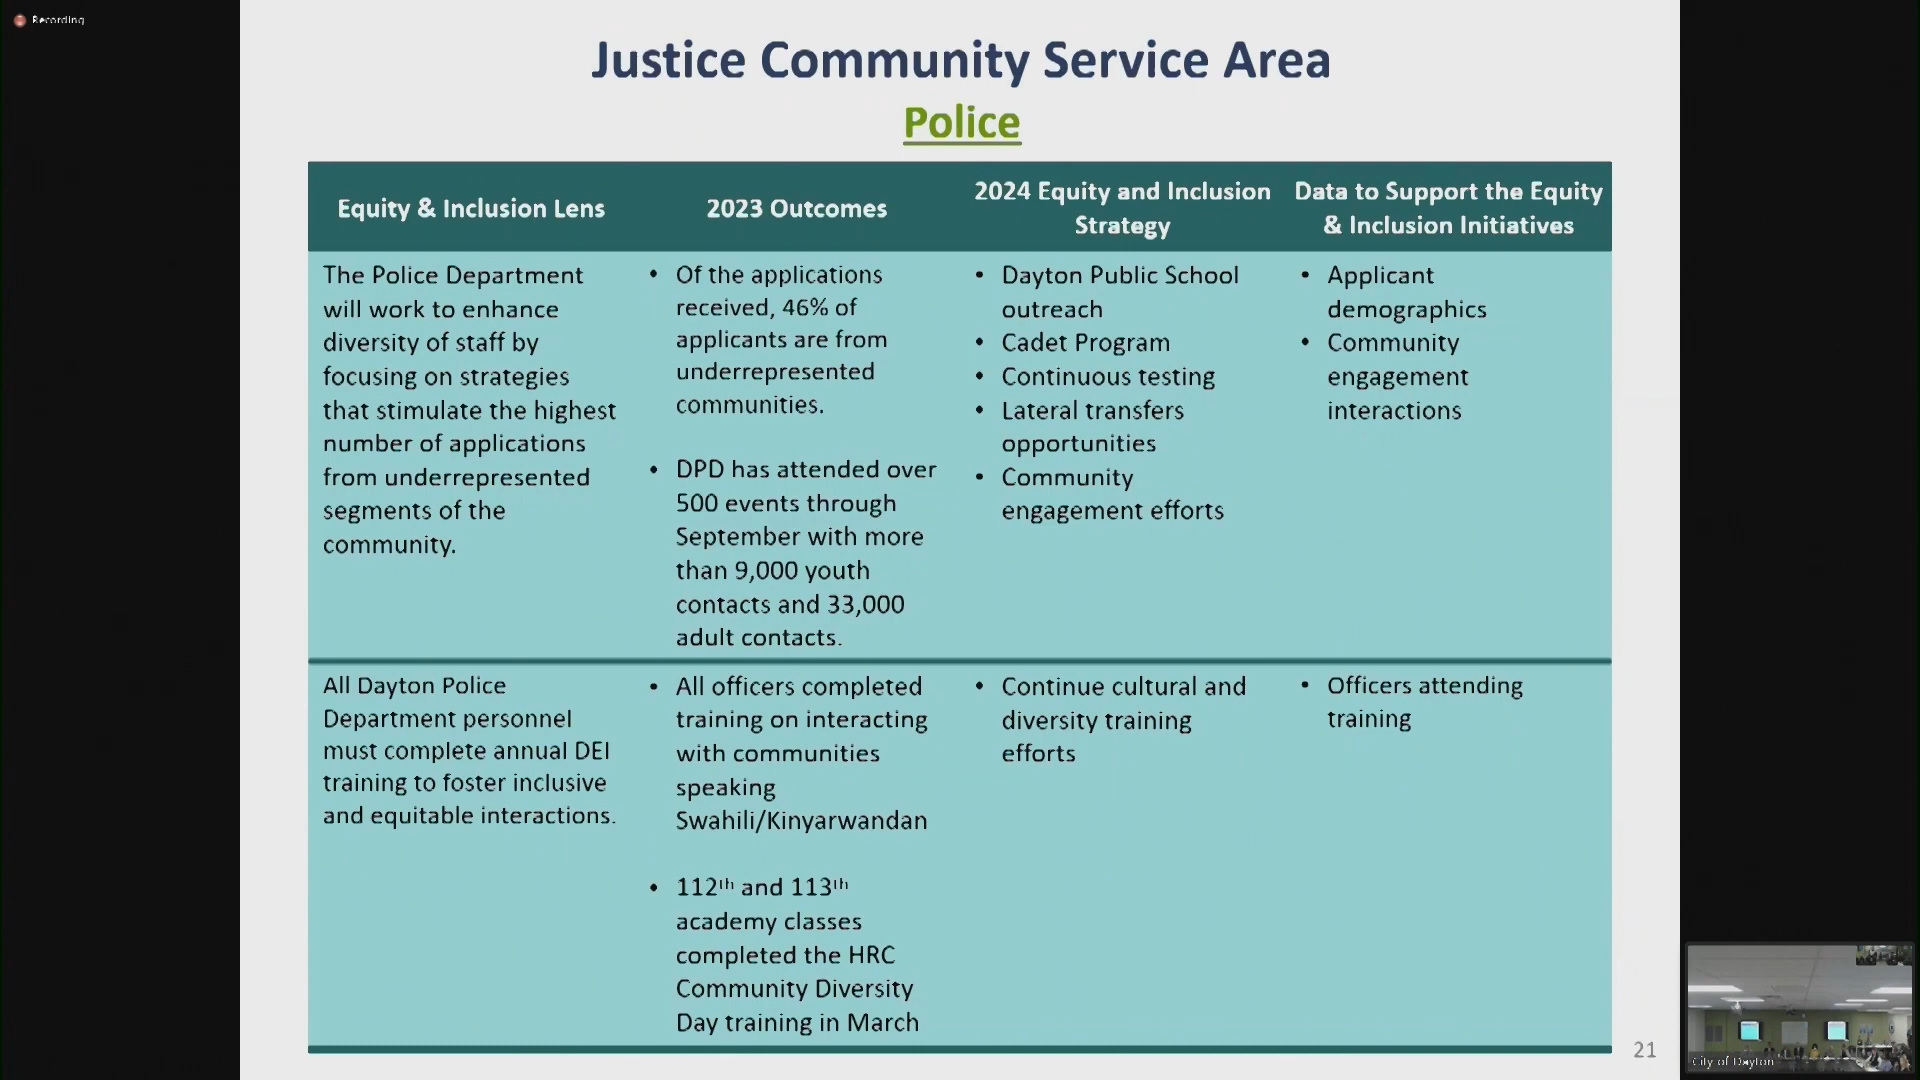 Recording
Justice Community Service Area
Police
Equity & Inclusion Lens
2023 Outcomes
2024 Equity and Inclusion
Strategy
Data to Support the Equity
& Inclusion Initiatives
The Police Department
will work to enhance
diversity of staff by
focusing on strategies
that stimulate the highest
number of applications
from underrepresented
segments of the
community.
• Of the applications
received, 46% of
applicants are from
underrepresented
communities.
• DPD has attended over
500 events through
September with more
than 9,000 youth
contacts and 33,000
adult contacts.
• Dayton Public School
outreach
• Cadet Program
• Continuous testing
• Lateral transfers
opportunities
• Community
engagement efforts
• Applicant
demographics
• Community
engagement
interactions
All Dayton Police
Department personnel
must complete annual DEI
training to foster inclusive
and equitable interactions.
• All officers completed
training on interacting
with communities
speaking
Swahili/Kinyarwandan
• 112th and 113th
academy classes
completed the HRC
Community Diversity
Day training in March
• Continue cultural and
diversity training
efforts
• Officers attending
training
21
City of Dayton